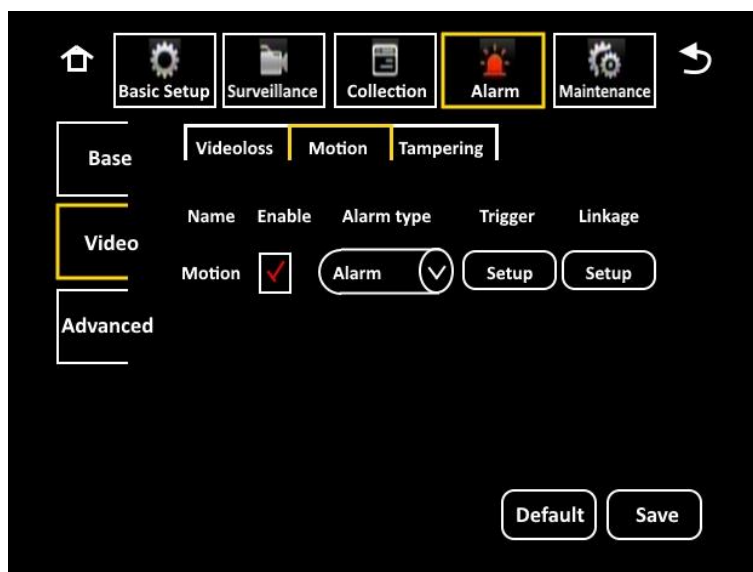 Basic Setup Surveillance Collection Alarm Maintenance
Base
Videoloss Motion Tampering
Name Enable Alarm type Trigger Linkage
Video
Motion Alarm Setup Setup
Advanced
Default Save